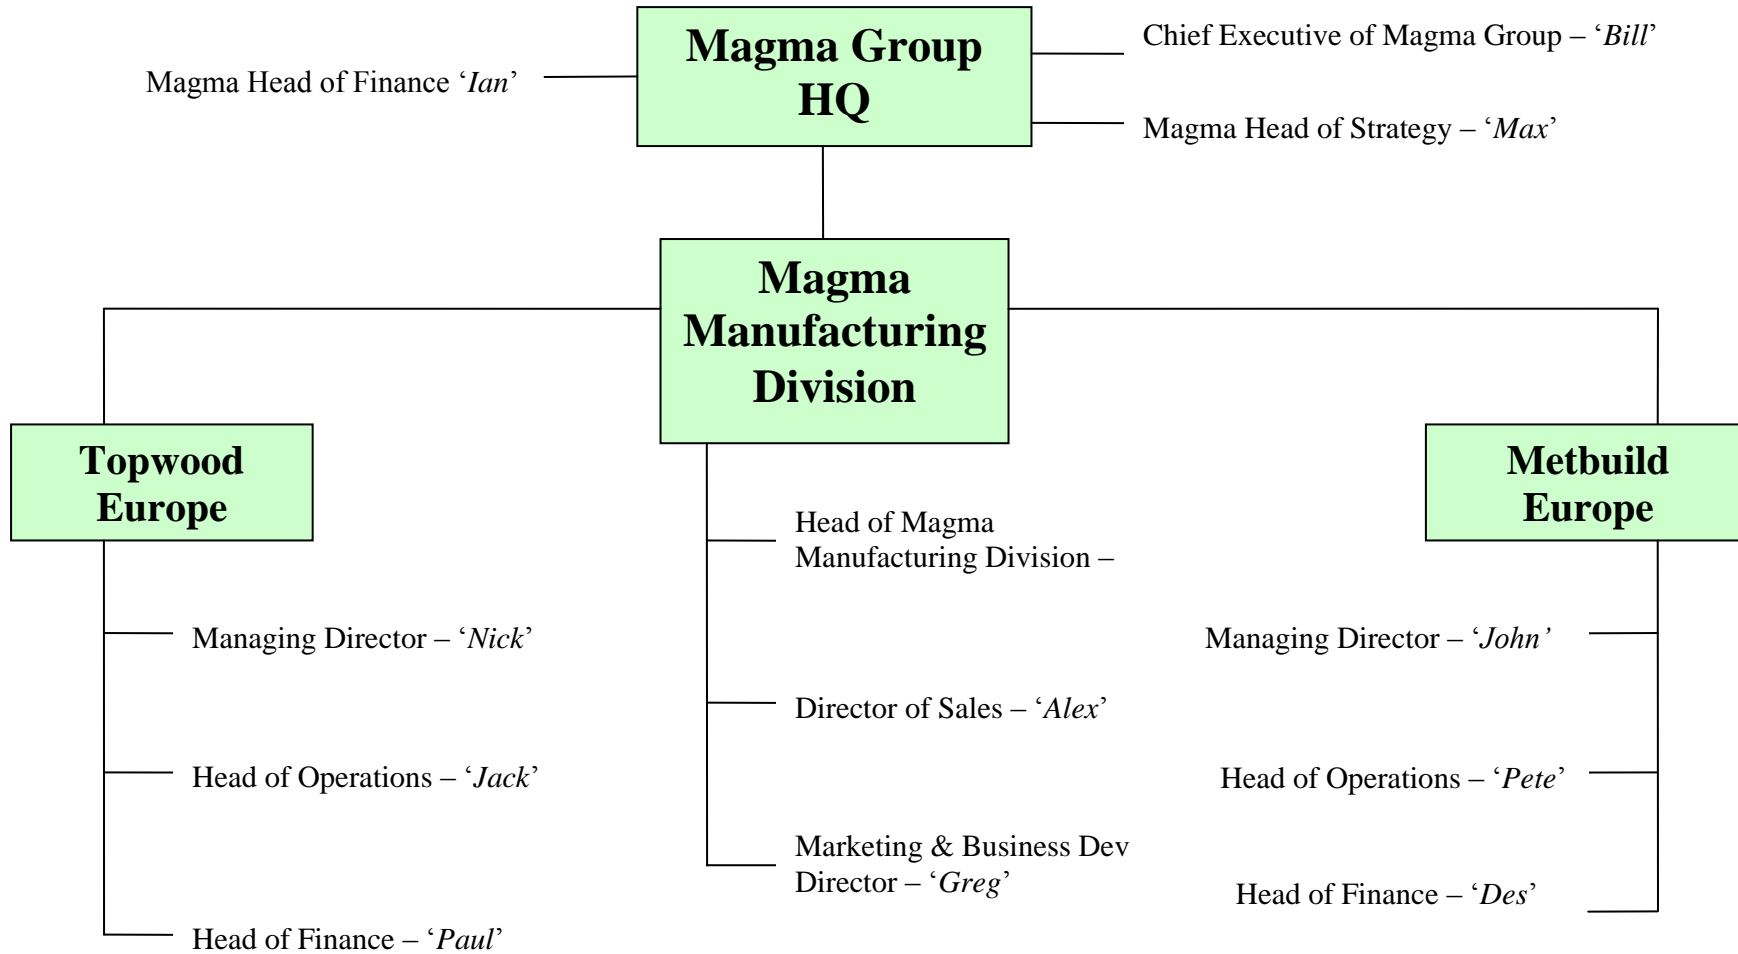 Magma Group
HQ
Chief Executive of Magma Group – ‘Bill’
Magma Head of Finance ‘Ian’
Magma Head of Strategy – ‘Max’
Magma
Manufacturing
Division
Topwood
Europe
Metbuild
Europe
Head of Magma
Manufacturing Division –
Managing Director – ‘Nick’
Managing Director – ‘John’
Director of Sales – ‘Alex’
Head of Operations – ‘Jack’
Head of Operations – ‘Pete’
Marketing & Business Dev
Director – ‘Greg’
Head of Finance – ‘Des’
Head of Finance – ‘Paul’